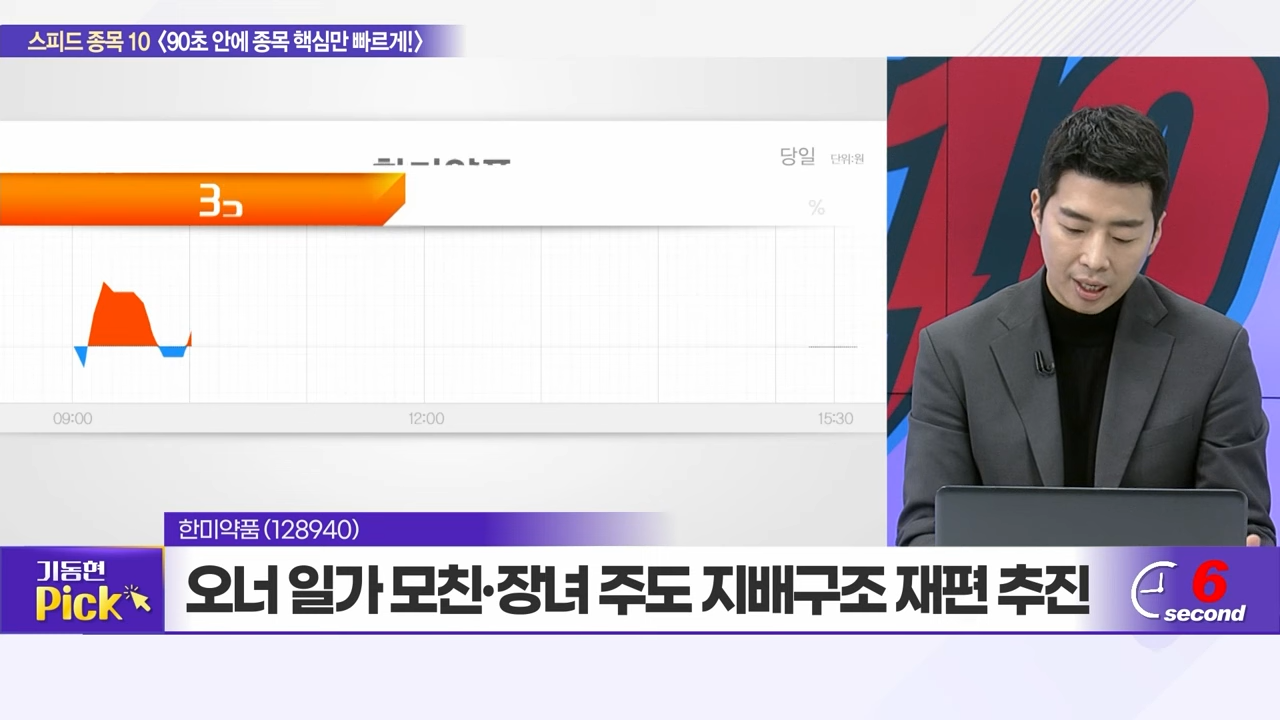 스피드 종목 10 〈90초 안에 종목 핵심만 빠르게!〉
당일 단위:원
%
09:00 12:00 15:30
한미약품 (128940)
기동현
Pick
오너 일가 모친·장녀 주도 지배구조 재편 추진
6
second
10